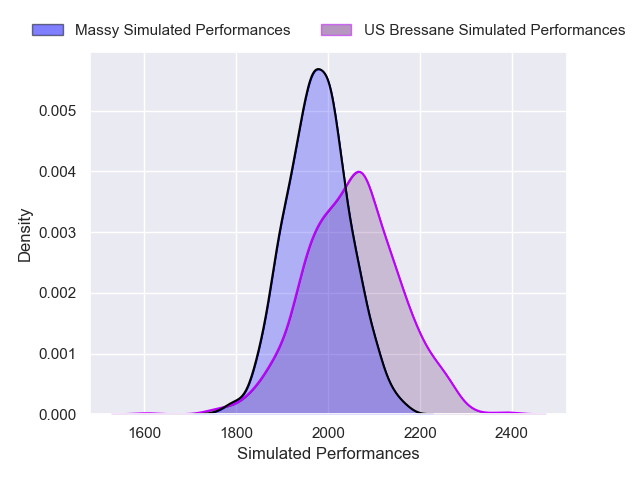 Massy Simulated Performances US Bressane Simulated Performances
0.005
0.004
0.003
0.002
0.001
0.000
Density
1600 1800 2000 2200 2400
Simulated Performances